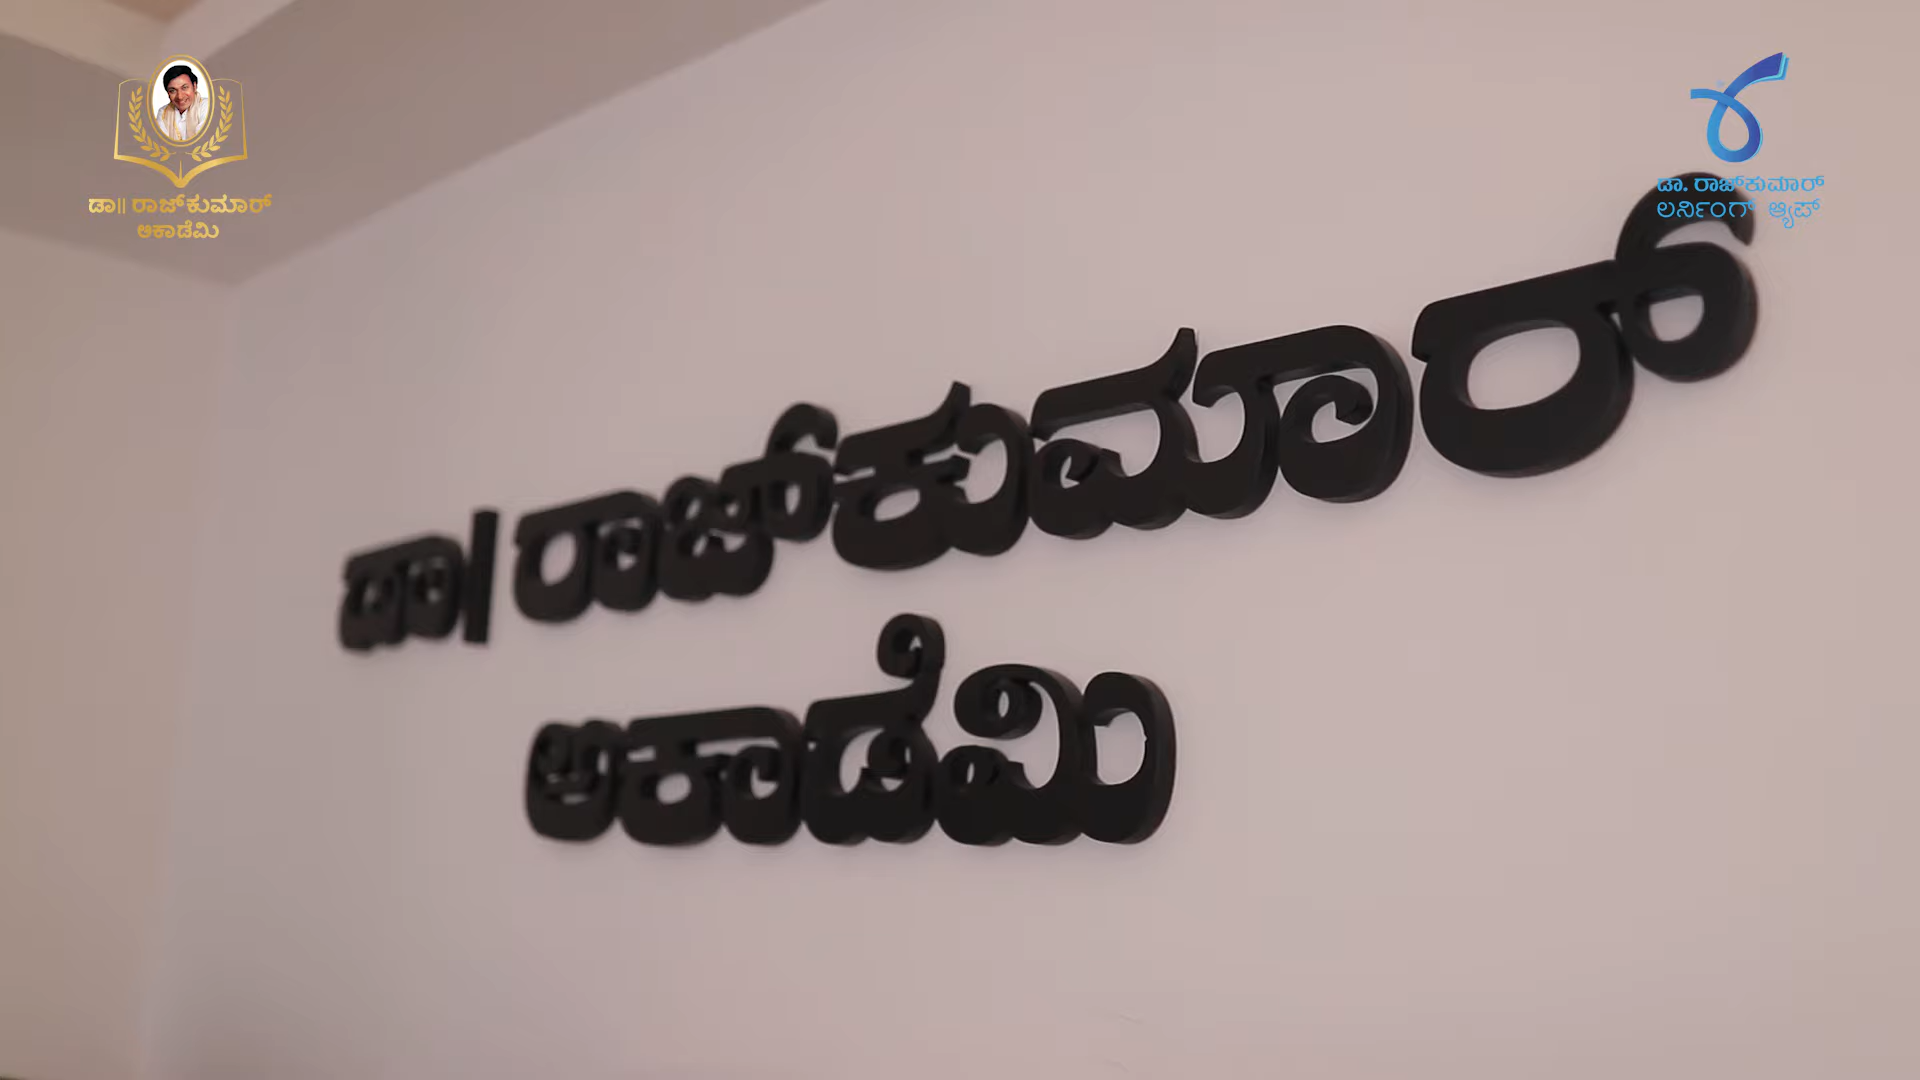 ಡಾ|| ರಾಜ್‌ಕುಮಾರ್
ಅಕಾಡೆಮಿ
ಡಾ. ರಾಜ್‌ಕುಮಾರ್
ಲರ್ನಿಂಗ್ ಆ್ಯಪ್
ಡಾ| ರಾಜ್‌ಕುಮಾರ್
ಅಕಾಡೆಮಿ